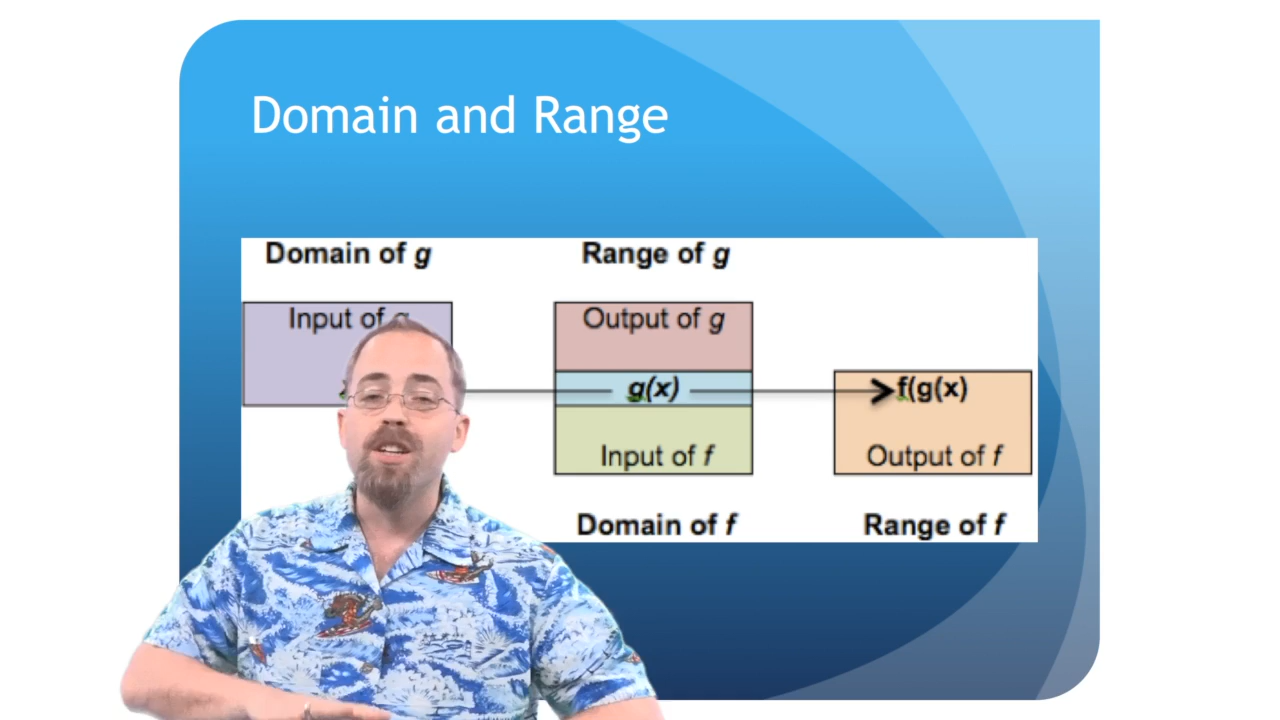 Domain and Range
Domain of g
Range of g
Input of g
Output of g
g(x)
f(g(x)
Input of f
Output of f
Domain of f
Range of f